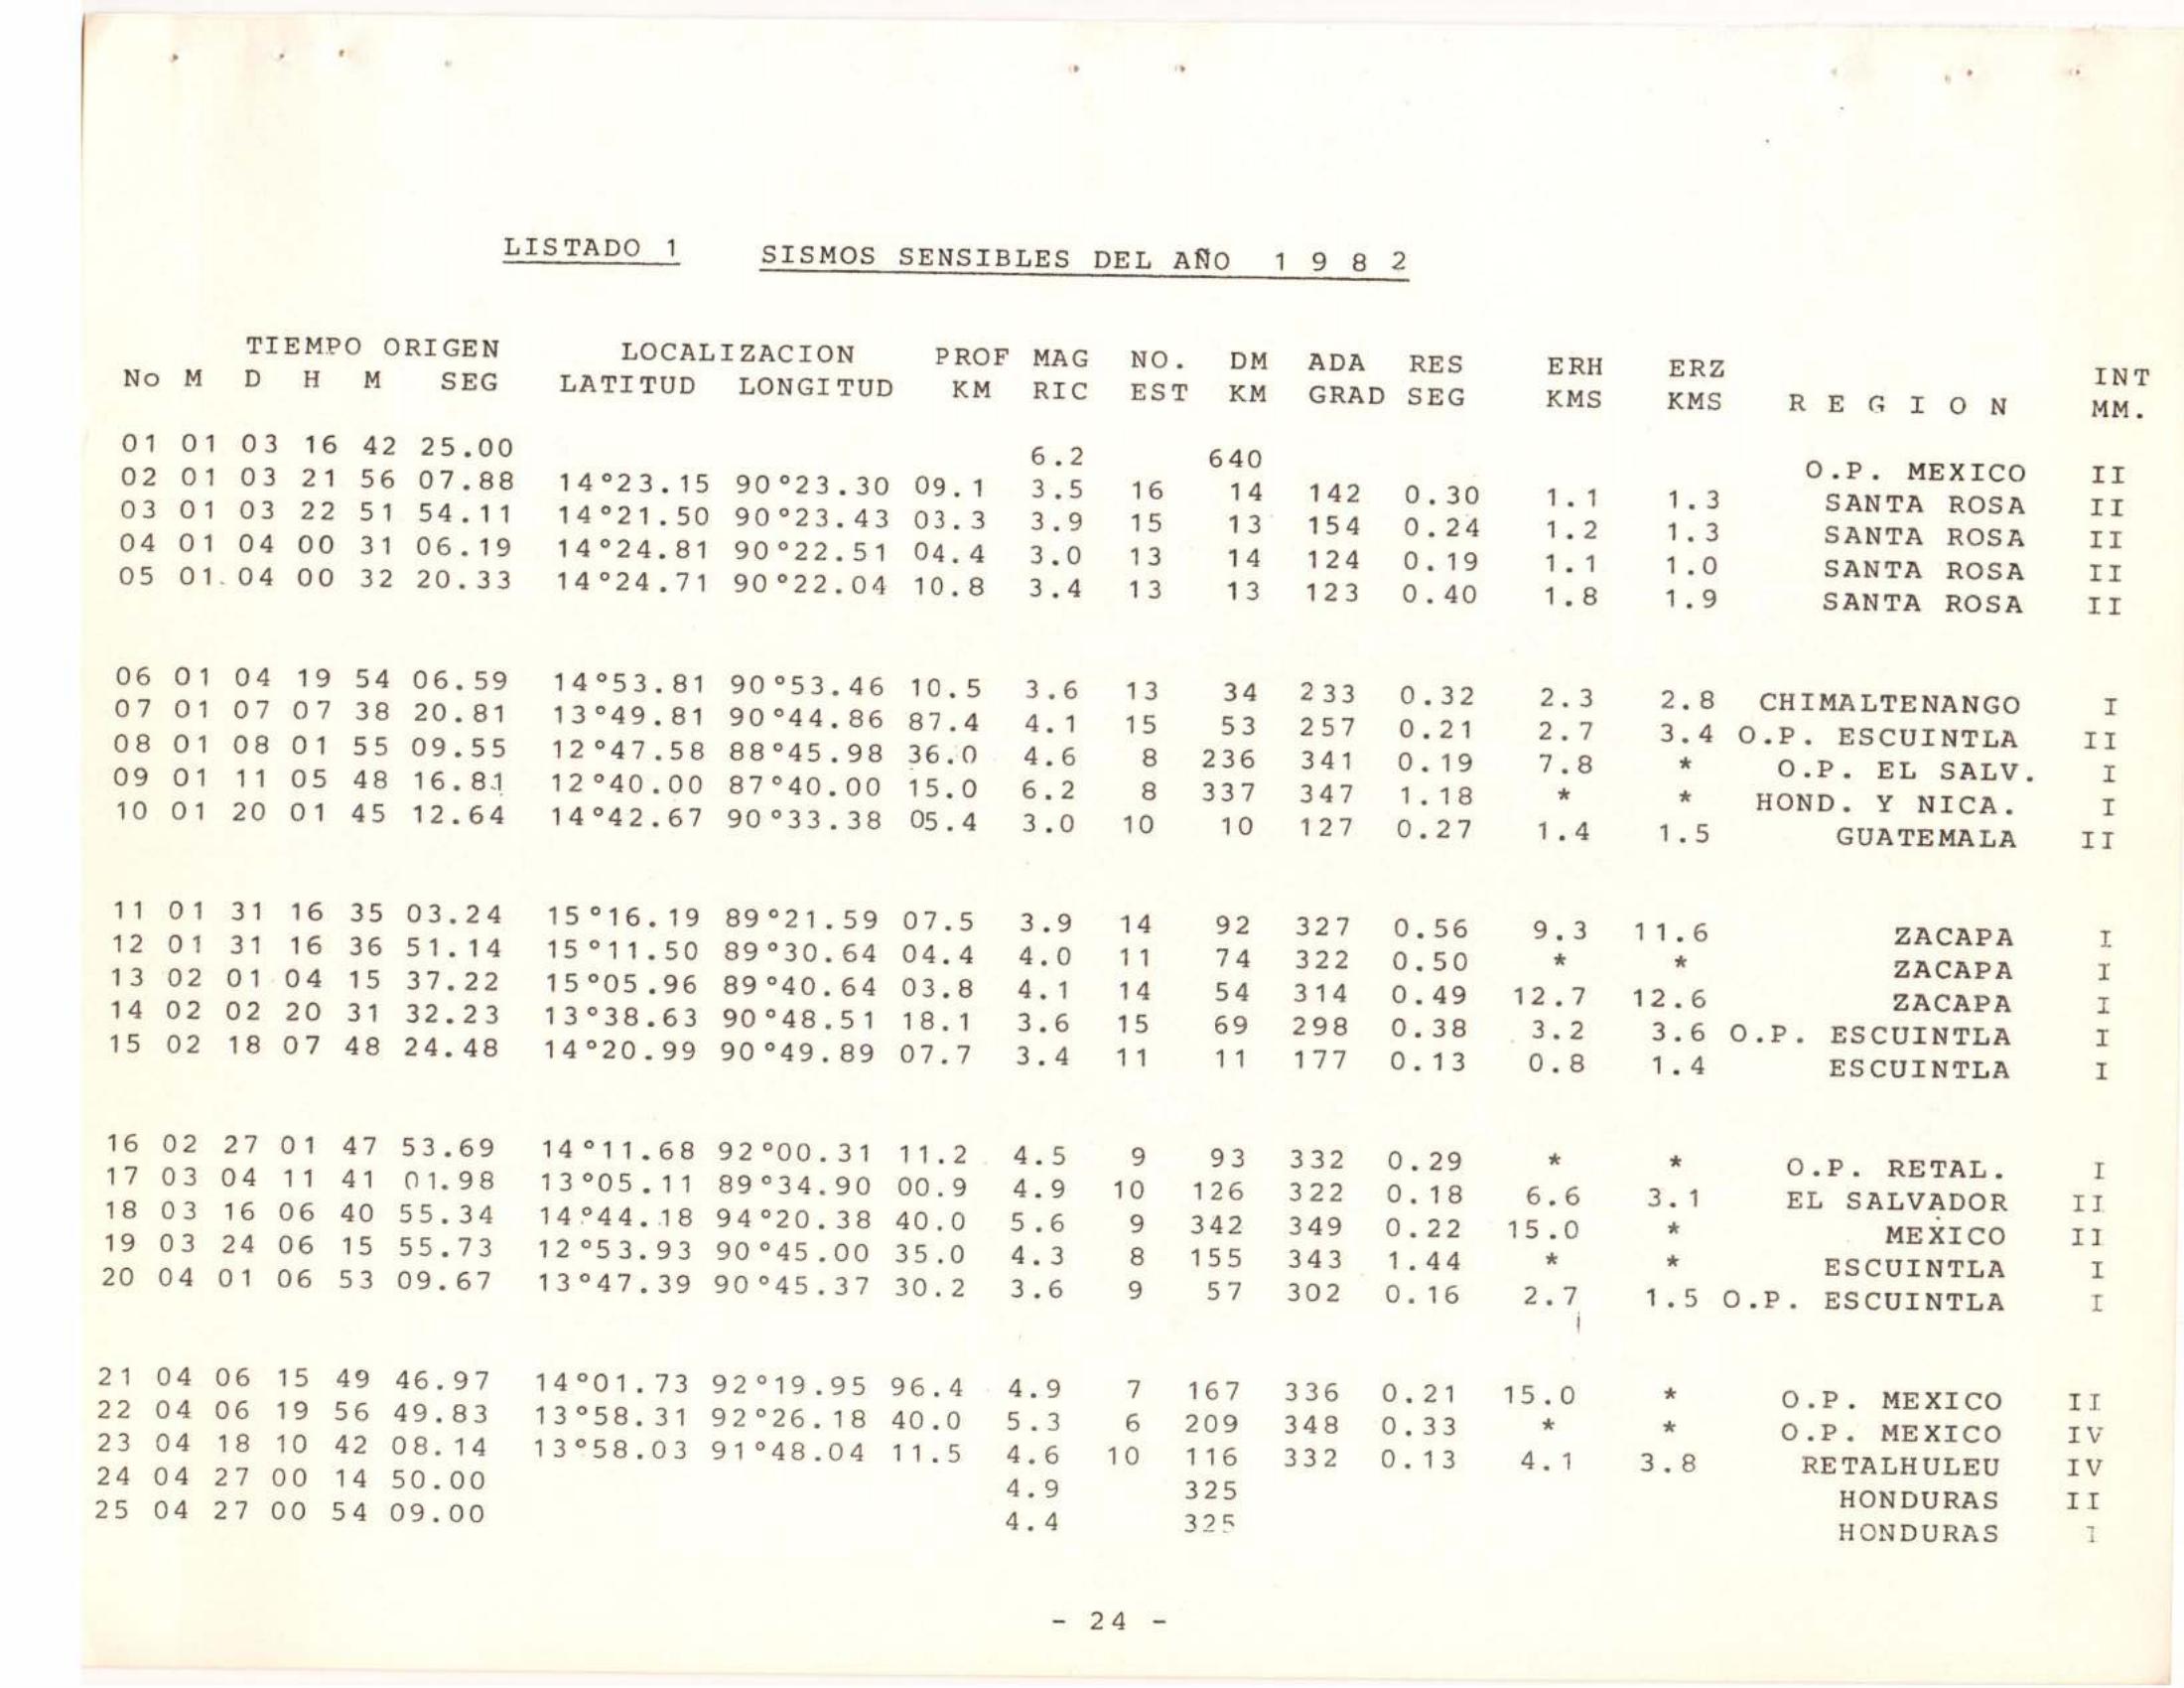 LISTADO 1 SISMOS SENSIBLES DEL AÑO 1 9 8 2
TIEMPO ORIGEN LOCALIZACION PROF MAG NO. DM ADA RES ERH ERZ INT
No M D H M SEG LATITUD LONGITUD KM RIC EST KM GRAD SEG KMS KMS R E G I O N MM.
01 01 03 16 42 25.00 6.2 640 O.P. MEXICO II
02 01 03 21 56 07.88 14°23.15 90°23.30 09.1 3.5 16 14 142 0.30 1.1 1.3 SANTA ROSA II
03 01 03 22 51 54.11 14°21.50 90°23.43 03.3 3.9 15 13 154 0.24 1.2 1.3 SANTA ROSA II
04 01 04 00 31 06.19 14°24.81 90°22.51 04.4 3.0 13 14 124 0.19 1.1 1.0 SANTA ROSA II
05 01 04 00 32 20.33 14°24.71 90°22.04 10.8 3.4 13 13 123 0.40 1.8 1.9 SANTA ROSA II
06 01 04 19 54 06.59 14°53.81 90°53.46 10.5 3.6 13 34 233 0.32 2.3 2.8 CHIMALTENANGO I
07 01 07 07 38 20.81 13°49.81 90°44.86 87.4 4.1 15 53 257 0.21 2.7 3.4 O.P. ESCUINTLA II
08 01 08 01 55 09.55 12°47.58 88°45.98 36.0 4.6 8 236 341 0.19 7.8 * O.P. EL SALV. I
09 01 11 05 48 16.81 12°40.00 87°40.00 15.0 6.2 8 337 347 1.18 * * HOND. Y NICA. I
10 01 20 01 45 12.64 14°42.67 90°33.38 05.4 3.0 10 10 127 0.27 1.4 1.5 GUATEMALA II
11 01 31 16 35 03.24 15°16.19 89°21.59 07.5 3.9 14 92 327 0.56 9.3 11.6 ZACAPA I
12 01 31 16 36 51.14 15°11.50 89°30.64 04.4 4.0 11 74 322 0.50 * * ZACAPA I
13 02 01 04 15 37.22 15°05.96 89°40.64 03.8 4.1 14 54 314 0.49 12.7 12.6 ZACAPA I
14 02 02 20 31 32.23 13°38.63 90°48.51 18.1 3.6 15 69 298 0.38 3.2 3.6 O.P. ESCUINTLA I
15 02 18 07 48 24.48 14°20.99 90°49.89 07.7 3.4 11 11 177 0.13 0.8 1.4 ESCUINTLA I
16 02 27 01 47 53.69 14°11.68 92°00.31 11.2 4.5 9 93 332 0.29 * * O.P. RETAL. I
17 03 04 11 41 01.98 13°05.11 89°34.90 00.9 4.9 10 126 322 0.18 6.6 3.1 EL SALVADOR II
18 03 16 06 40 55.34 14°44.18 94°20.38 40.0 5.6 9 342 349 0.22 15.0 * MEXICO II
19 03 24 06 15 55.73 12°53.93 90°45.00 35.0 4.3 8 155 343 1.44 * * ESCUINTLA I
20 04 01 06 53 09.67 13°47.39 90°45.37 30.2 3.6 9 57 302 0.16 2.7 1.5 O.P. ESCUINTLA I
21 04 06 15 49 46.97 14°01.73 92°19.95 96.4 4.9 7 167 336 0.21 15.0 * O.P. MEXICO II
22 04 06 19 56 49.83 13°58.31 92°26.18 40.0 5.3 6 209 348 0.33 * * O.P. MEXICO IV
23 04 18 10 42 08.14 13°58.03 91°48.04 11.5 4.6 10 116 332 0.13 4.1 3.8 RETALHULEU IV
24 04 27 00 14 50.00 4.9 325 HONDURAS II
25 04 27 00 54 09.00 4.4 325 HONDURAS I
- 24 -